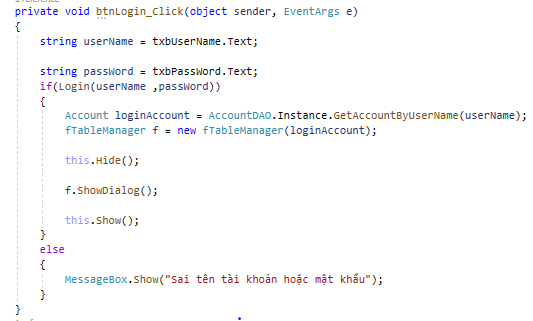 private void btnLogin_Click(object sender, EventArgs e)
{
string userName = txbUserName.Text;
string passWord = txbPassWord.Text;
if(Login(userName ,passWord))
{
Account loginAccount = AccountDAO.Instance.GetAccountByUserName(userName);
fTableManager f = new fTableManager(loginAccount);
this.Hide();
f.ShowDialog();
this.Show();
}
else
{
MessageBox.Show("Sai tên tài khoản hoặc mật khẩu");
}
}